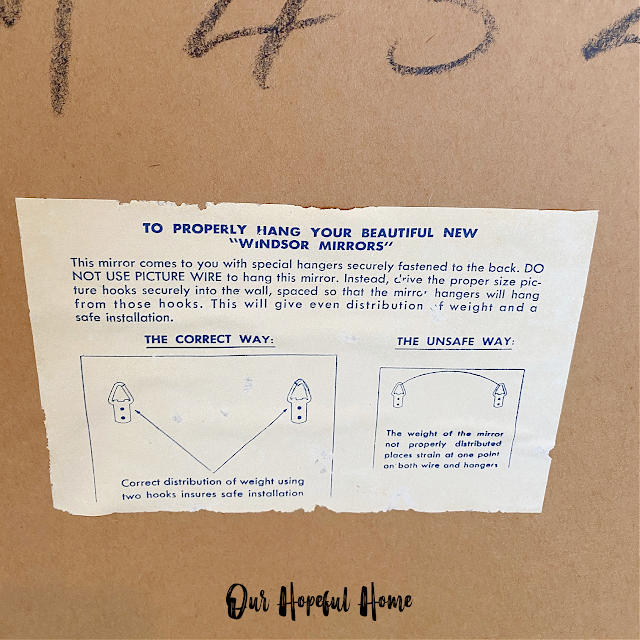 TO PROPERLY HANG YOUR BEAUTIFUL NEW
"WINDSOR MIRRORS"
This mirror comes to you with special hangers securely fastened to the back. DO
NOT USE PICTURE WIRE to hang this mirror. Instead, drive the proper size pic-
ture hooks securely into the wall, spaced so that the mirror hangers will hang
from those hooks. This will give even distribution of weight and a
safe installation.
THE CORRECT WAY:
Correct distribution of weight using
two hooks insures safe installation
THE UNSAFE WAY:
The weight of the mirror
not properly distributed
places strain at one point
on both wire and hangers
Our Hopeful Home